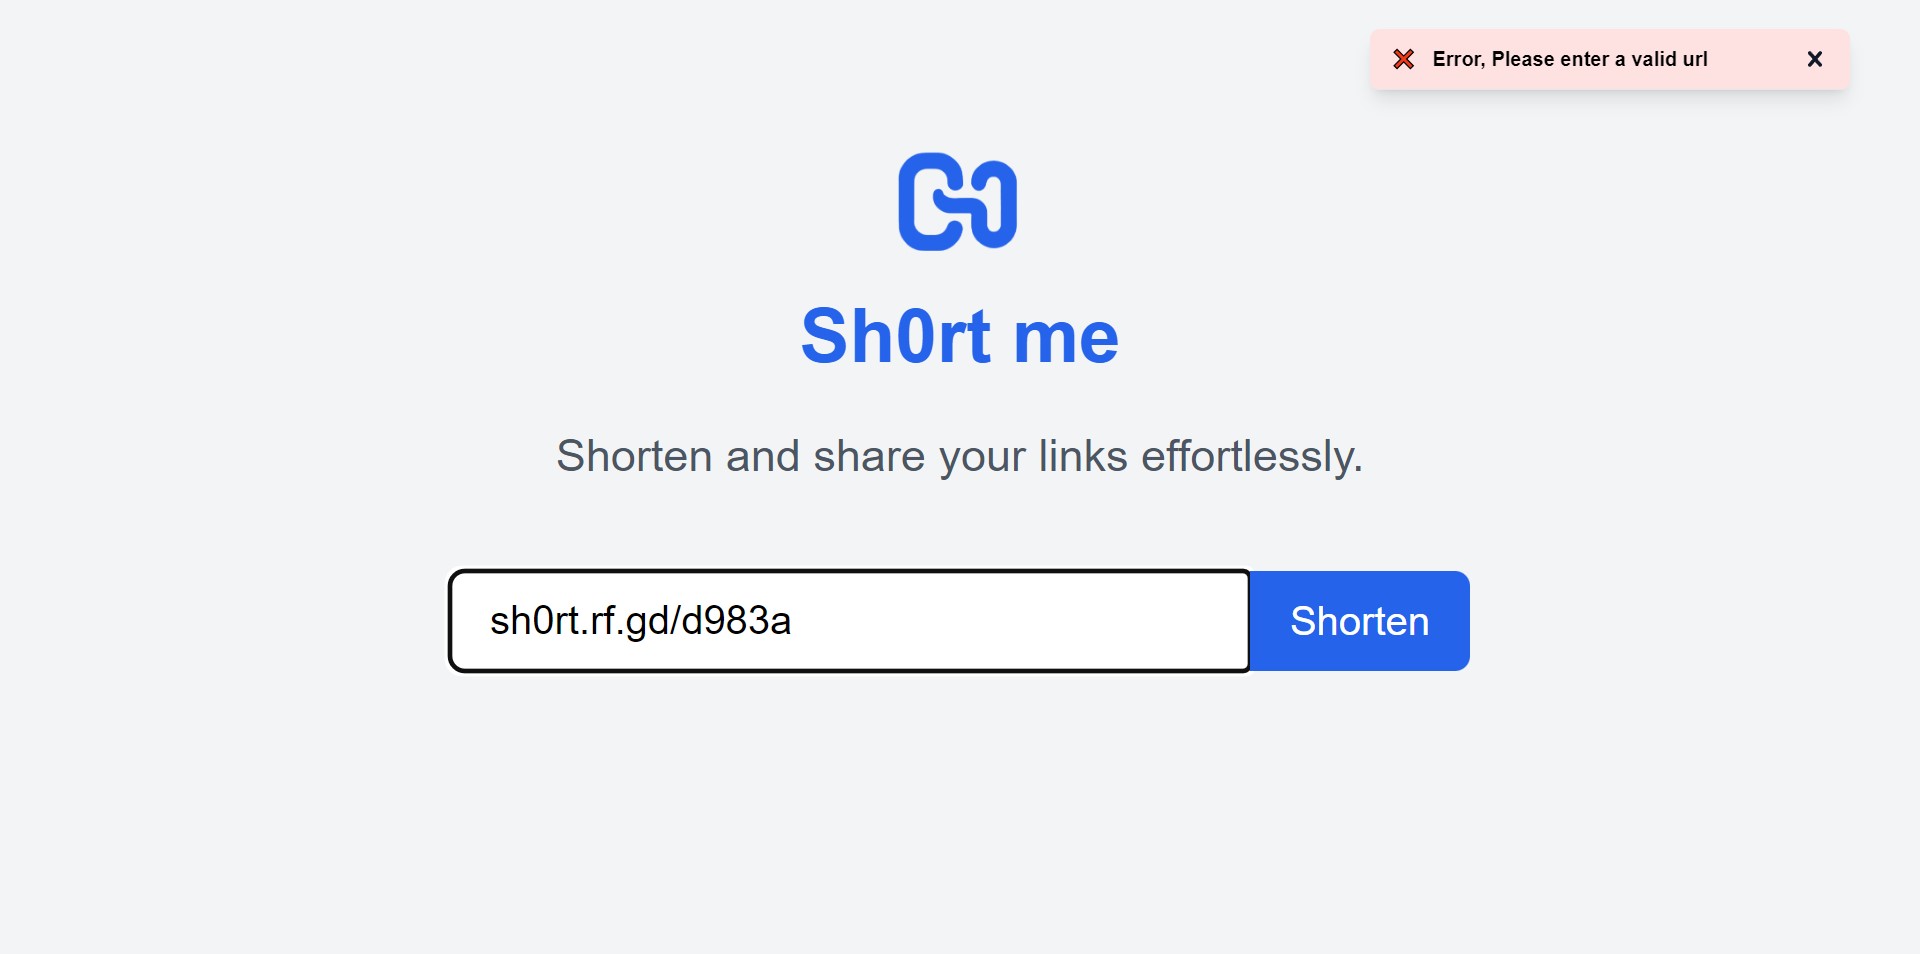 Error, Please enter a valid url
Sh0rt me
Shorten and share your links effortlessly.
sh0rt.rf.gd/d983a
Shorten